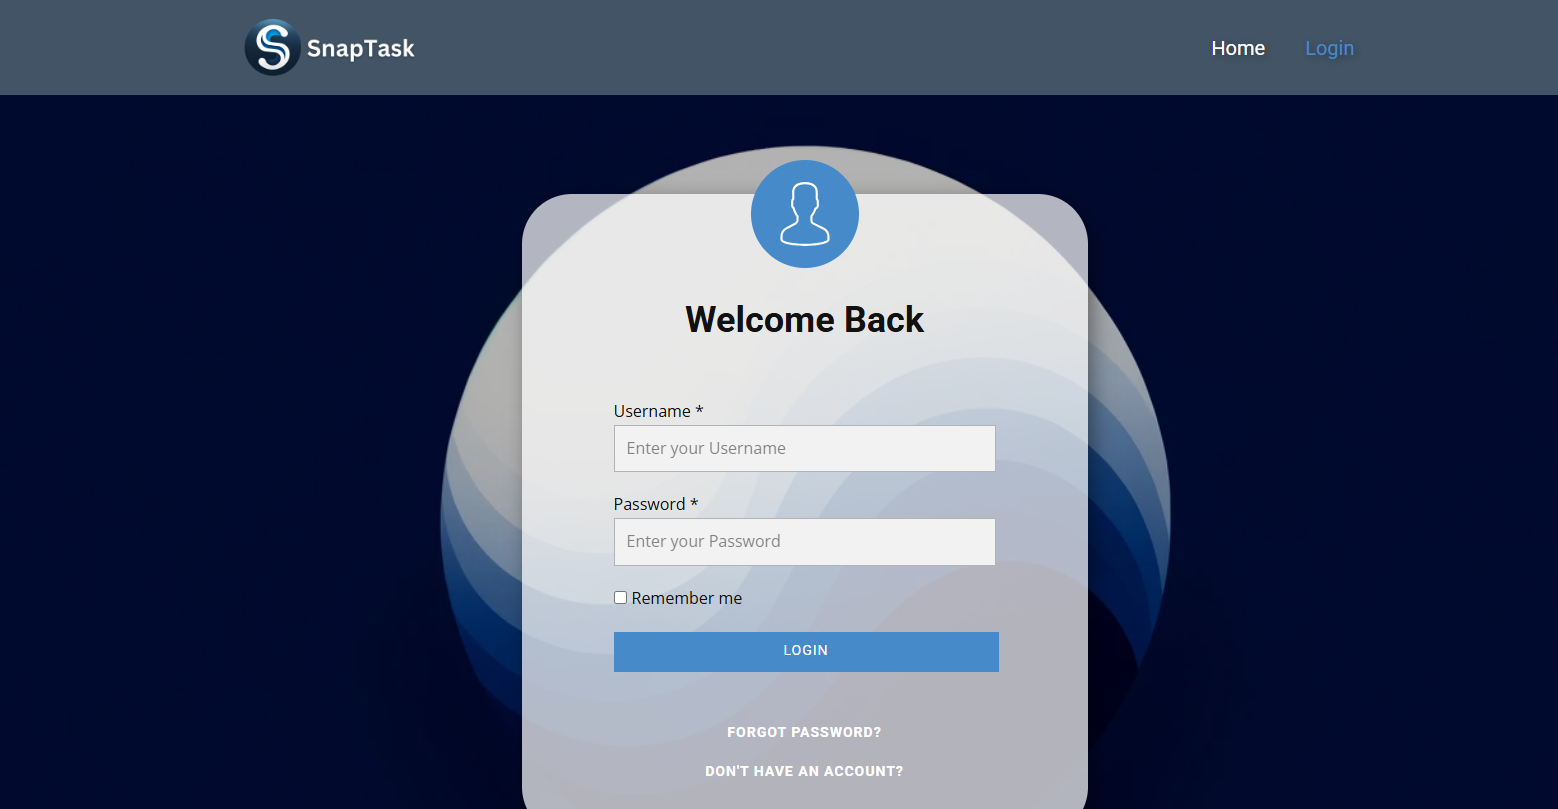 SnapTask
Home Login
Welcome Back
Username *
Enter your Username
Password *
Enter your Password
Remember me
LOGIN
FORGOT PASSWORD?
DON'T HAVE AN ACCOUNT?